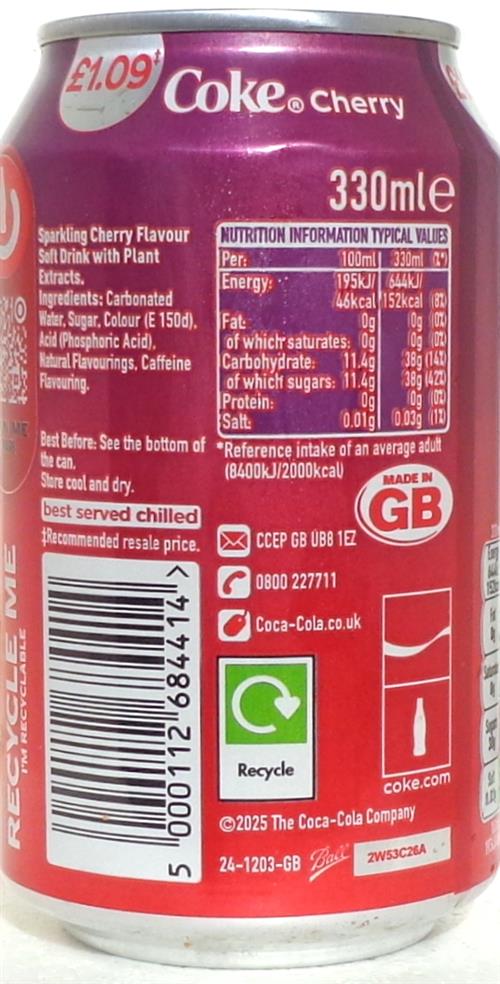 £1.09‡
Coke® Cherry
330ml e
Sparkling Cherry Flavour
Soft Drink with Plant
Extracts.
Ingredients: Carbonated
Water, Sugar, Colour (E 150d),
Acid (Phosphoric Acid),
Natural Flavourings, Caffeine
Flavouring.
Best Before: See the bottom of
the can.
Store cool and dry.
best served chilled
‡Recommended resale price.
NUTRITION INFORMATION TYPICAL VALUES
Per: 100ml 330ml (%*)
Energy: 195kJ/ 644kJ/
46kcal 152kcal (8%)
Fat: 0g 0g (0%)
of which saturates: 0g 0g (0%)
Carbohydrate: 11.4g 38g (14%)
of which sugars: 11.4g 38g (42%)
Protein: 0g 0g (0%)
Salt: 0.01g 0.03g (1%)
*Reference intake of an average adult
(8400kJ/2000kcal)
MADE IN
GB
CCEP GB UB8 1EZ
0800 227711
Coca-Cola.co.uk
Recycle
coke.com
©2025 The Coca-Cola Company
24-1203-GB Ball 2W53C26A
5 000112 684414 >
RECYCLE ME
I'M RECYCLABLE